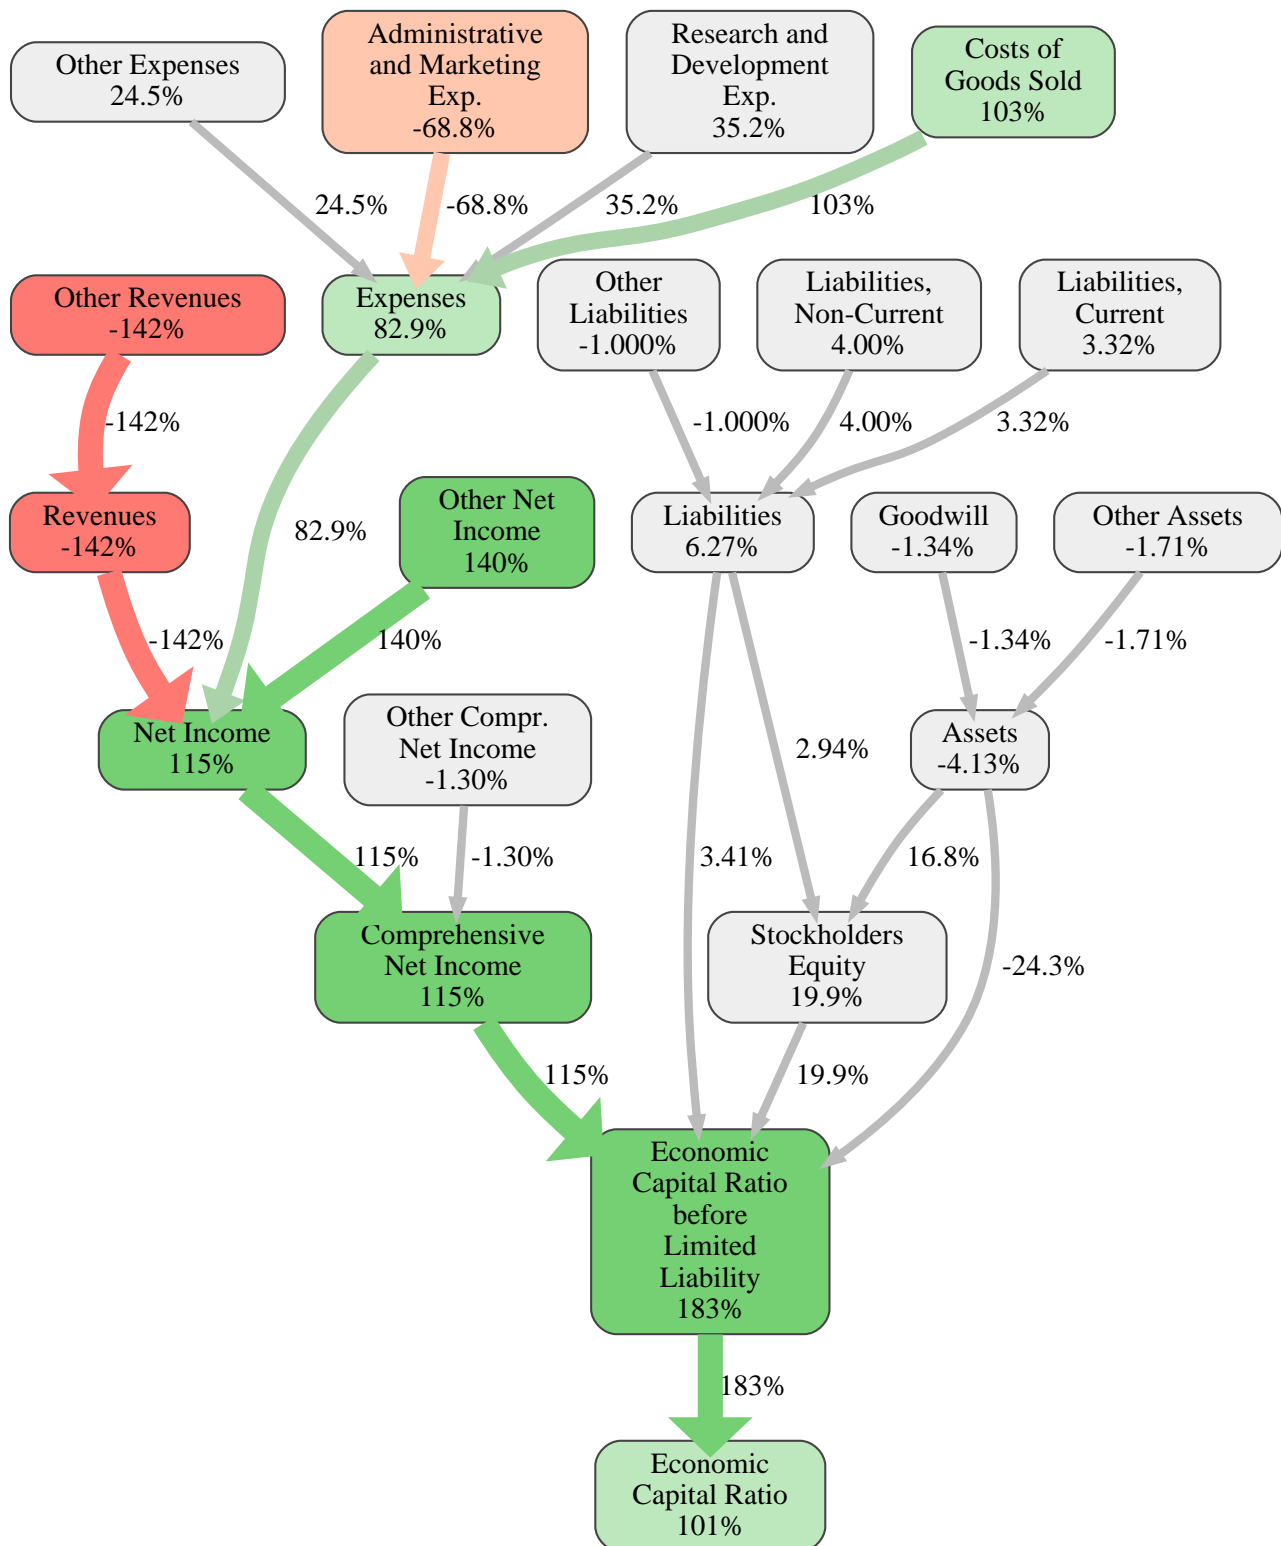 Other Expenses
24.5%
Administrative
and Marketing
Exp.
-68.8%
Research and
Development
Exp.
35.2%
Costs of
Goods Sold
103%
24.5%
-68.8%
35.2%
103%
Other Revenues
-142%
Expenses
82.9%
Other
Liabilities
-1.000%
Liabilities,
Non-Current
4.00%
Liabilities,
Current
3.32%
-142%
-1.000%
4.00%
3.32%
Revenues
-142%
82.9%
Other Net
Income
140%
Liabilities
6.27%
Goodwill
-1.34%
Other Assets
-1.71%
-142%
140%
-1.34%
-1.71%
Net Income
115%
Other Compr.
Net Income
-1.30%
2.94%
Assets
-4.13%
115%
-1.30%
3.41%
16.8%
Comprehensive
Net Income
115%
Stockholders
Equity
19.9%
-24.3%
115%
19.9%
Economic
Capital Ratio
before
Limited
Liability
183%
183%
Economic
Capital Ratio
101%